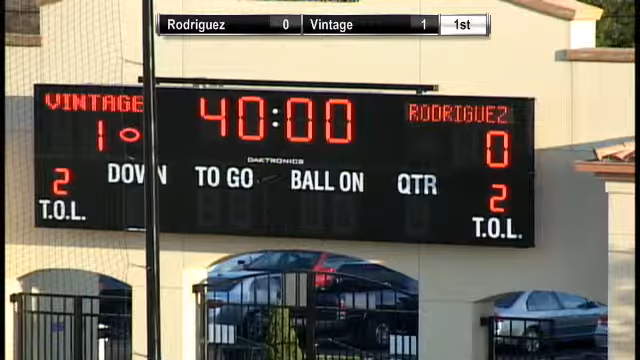 Rodriguez 0 Vintage 1 1st
VINTAGE 40:00 RODRIGUEZ
1 0
DAKTRONICS
DOWN TO GO BALL ON QTR
2 2
T.O.L. T.O.L.